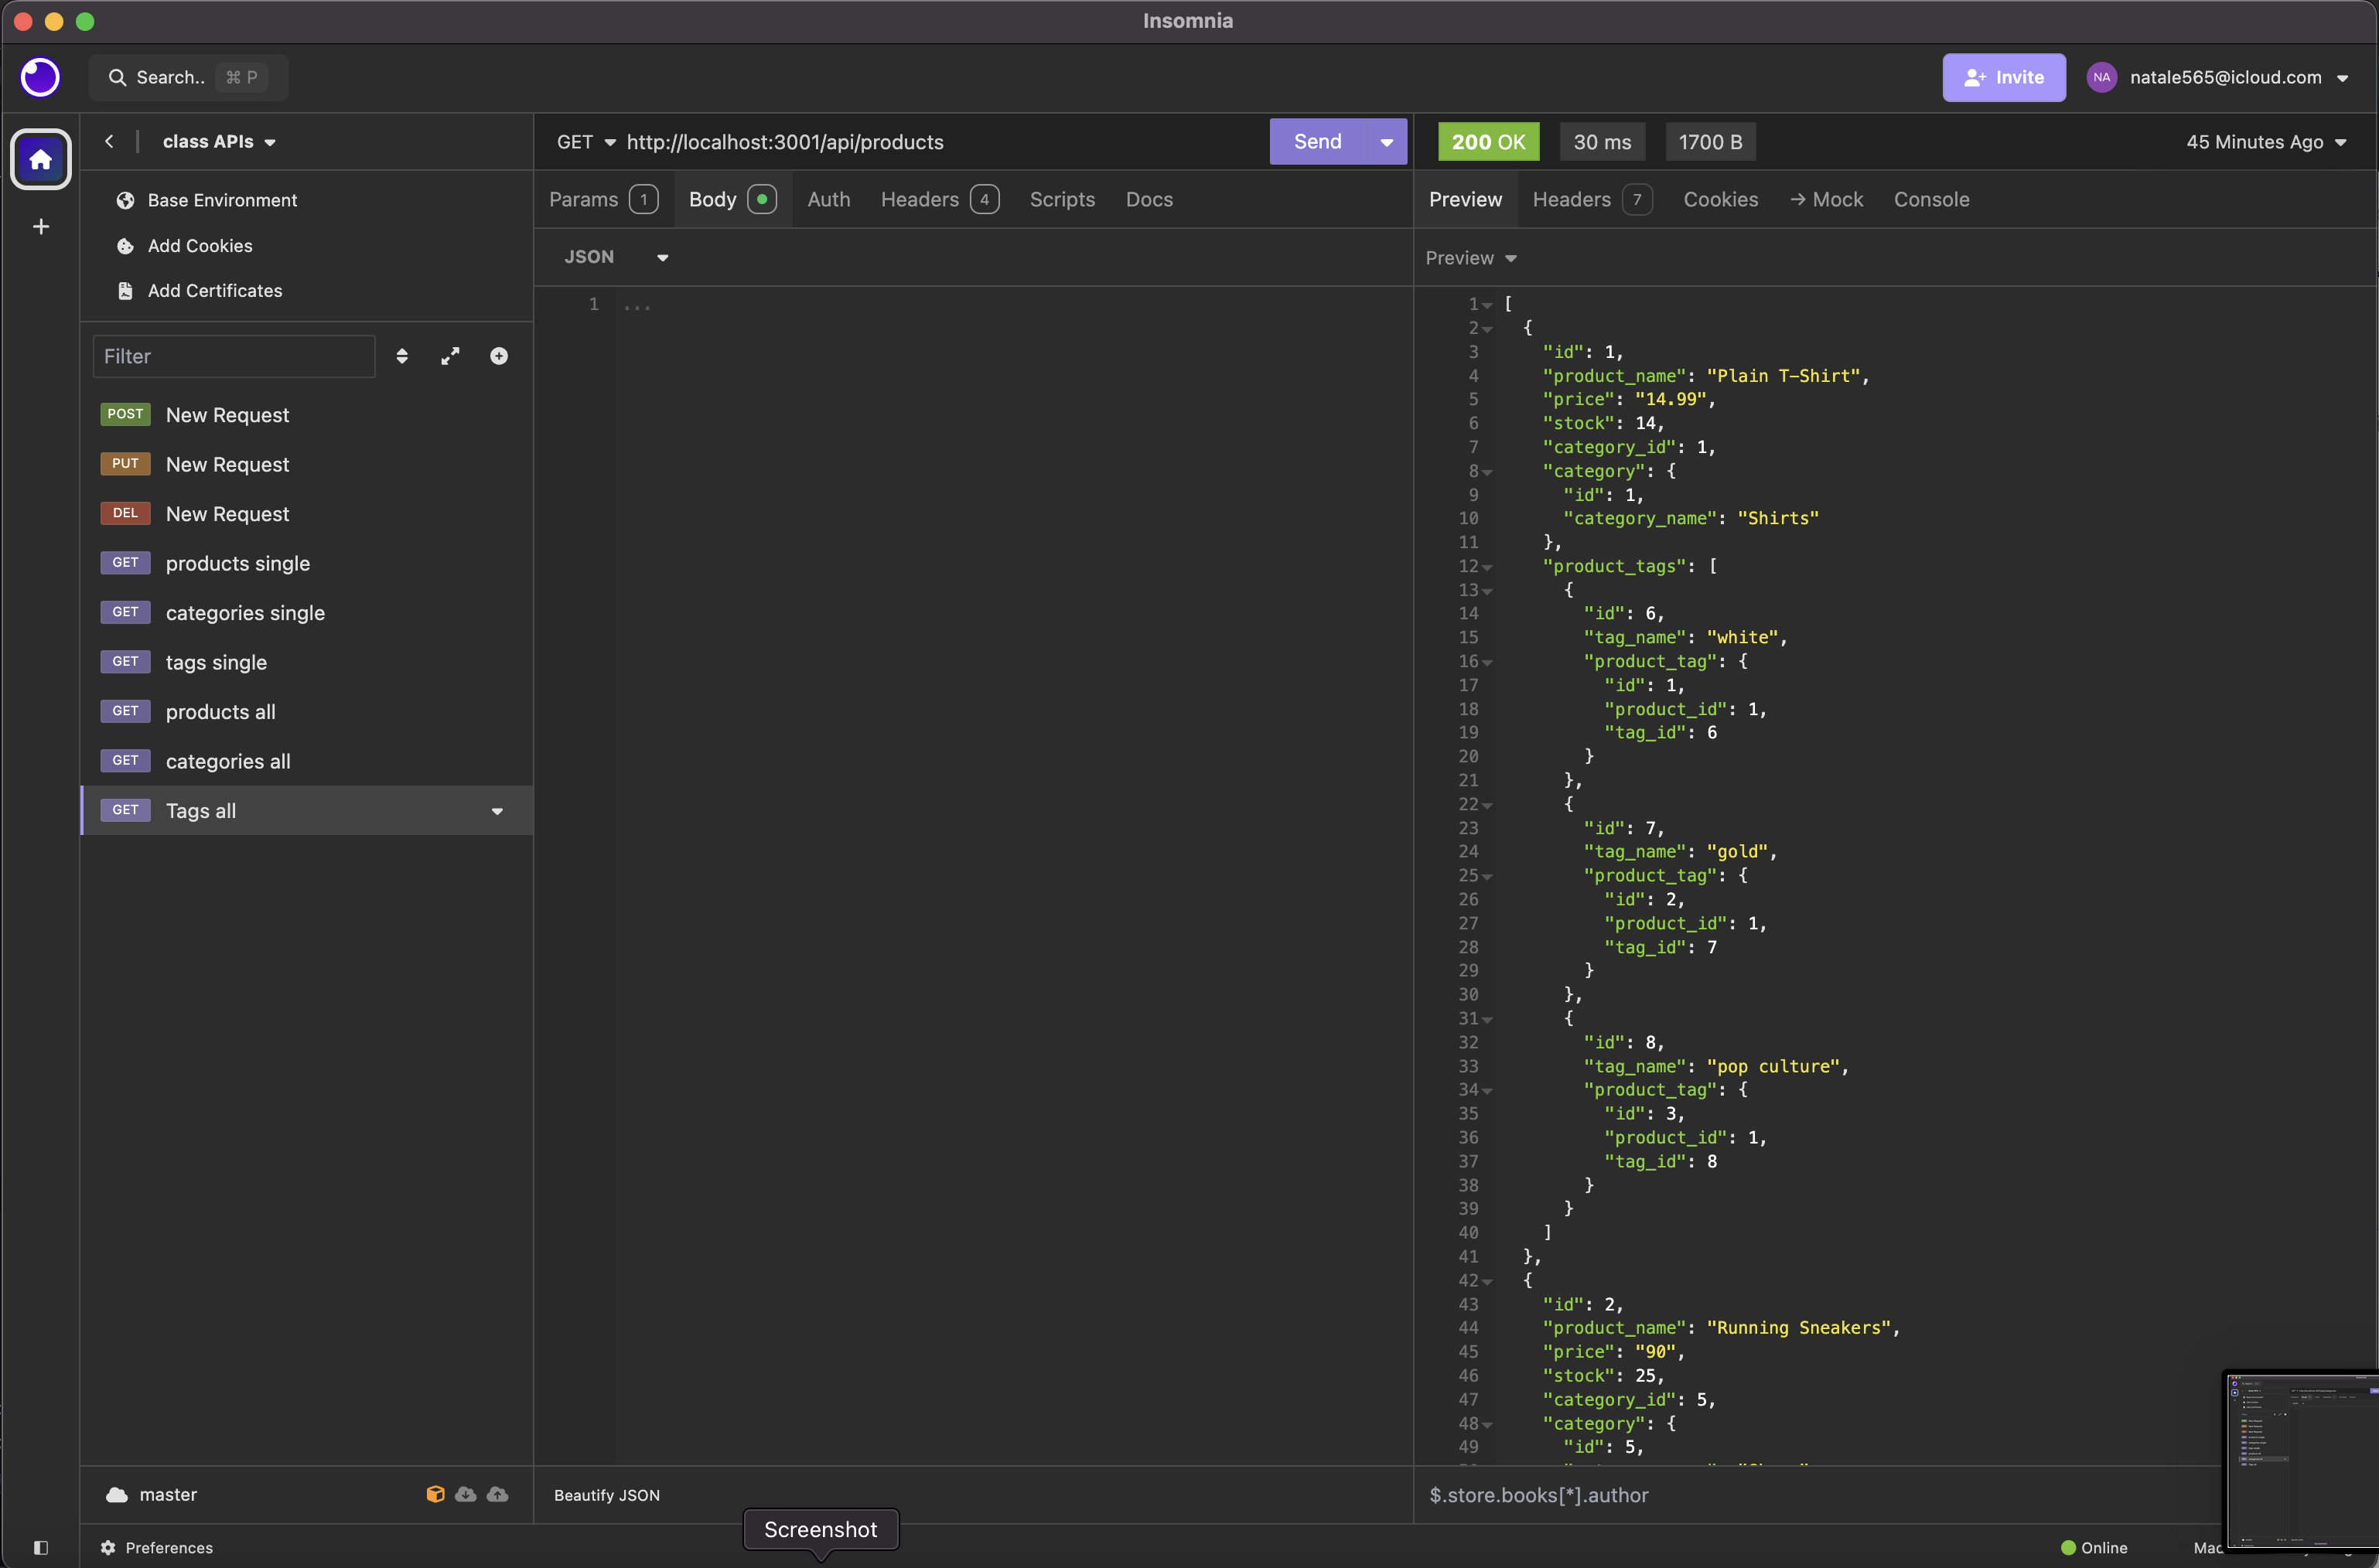 Insomnia
Search.. ⌘ P
Invite
NA natale565@icloud.com
class APIs
Base Environment
Add Cookies
Add Certificates
Filter
POST New Request
PUT New Request
DEL New Request
GET products single
GET categories single
GET tags single
GET products all
GET categories all
GET Tags all
master
Preferences
GET http://localhost:3001/api/products Send
Params 1 Body Auth Headers 4 Scripts Docs
JSON
1 ...
Beautify JSON
Screenshot
200 OK 30 ms 1700 B 45 Minutes Ago
Preview Headers 7 Cookies → Mock Console
Preview
1 [
2 {
3 "id": 1,
4 "product_name": "Plain T-Shirt",
5 "price": "14.99",
6 "stock": 14,
7 "category_id": 1,
8 "category": {
9 "id": 1,
10 "category_name": "Shirts"
11 },
12 "product_tags": [
13 {
14 "id": 6,
15 "tag_name": "white",
16 "product_tag": {
17 "id": 1,
18 "product_id": 1,
19 "tag_id": 6
20 }
21 },
22 {
23 "id": 7,
24 "tag_name": "gold",
25 "product_tag": {
26 "id": 2,
27 "product_id": 1,
28 "tag_id": 7
29 }
30 },
31 {
32 "id": 8,
33 "tag_name": "pop culture",
34 "product_tag": {
35 "id": 3,
36 "product_id": 1,
37 "tag_id": 8
38 }
39 }
40 ]
41 },
42 {
43 "id": 2,
44 "product_name": "Running Sneakers",
45 "price": "90",
46 "stock": 25,
47 "category_id": 5,
48 "category": {
49 "id": 5,
$.store.books[*].author
Online